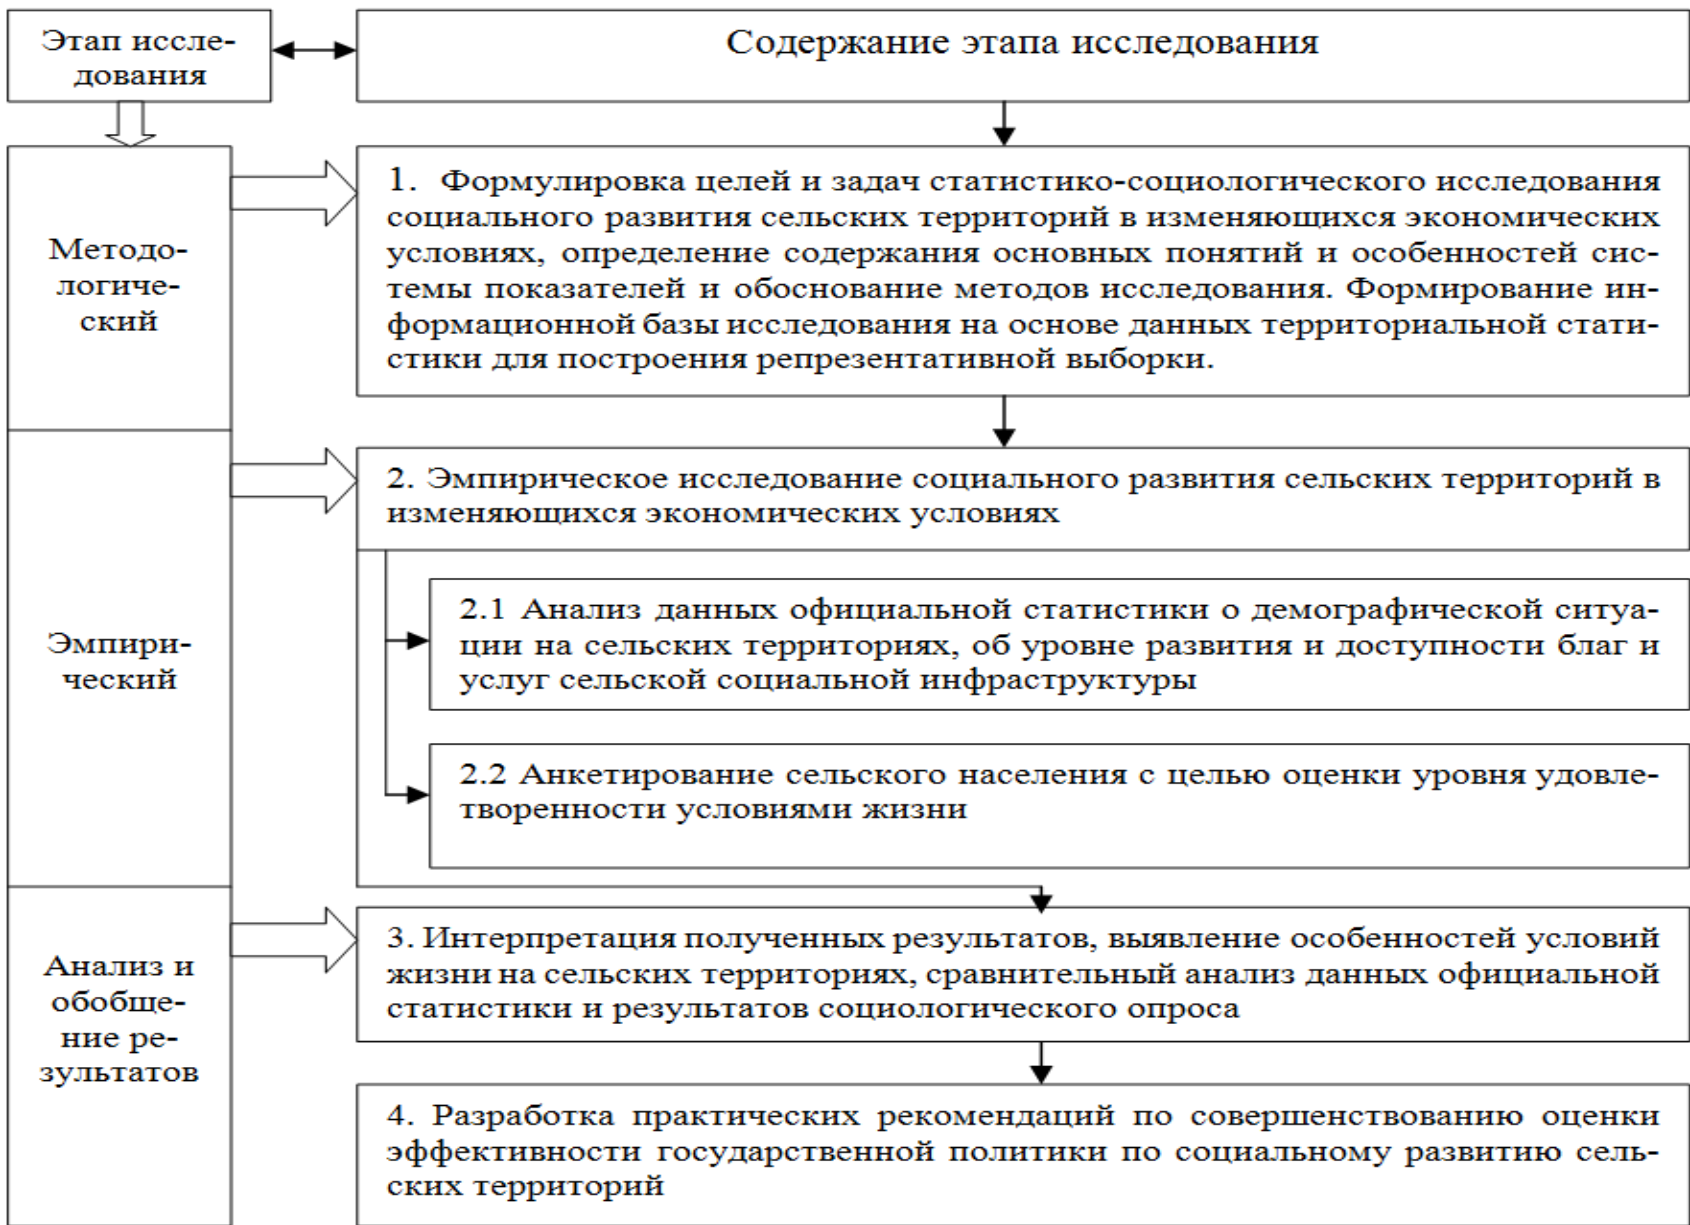 Этап иссле-
дования
Содержание этапа исследования
Методо-
логиче-
ский
1. Формулировка целей и задач статистико-социологического исследования
социального развития сельских территорий в изменяющихся экономических
условиях, определение содержания основных понятий и особенностей сис-
темы показателей и обоснование методов исследования. Формирование ин-
формационной базы исследования на основе данных территориальной стати-
стики для построения репрезентативной выборки.
Эмпири-
ческий
2. Эмпирическое исследование социального развития сельских территорий в
изменяющихся экономических условиях
2.1 Анализ данных официальной статистики о демографической ситуа-
ции на сельских территориях, об уровне развития и доступности благ и
услуг сельской социальной инфраструктуры
2.2 Анкетирование сельского населения с целью оценки уровня удовле-
творенности условиями жизни
Анализ и
обобще-
ние ре-
зультатов
3. Интерпретация полученных результатов, выявление особенностей условий
жизни на сельских территориях, сравнительный анализ данных официальной
статистики и результатов социологического опроса
4. Разработка практических рекомендаций по совершенствованию оценки
эффективности государственной политики по социальному развитию сель-
ских территорий